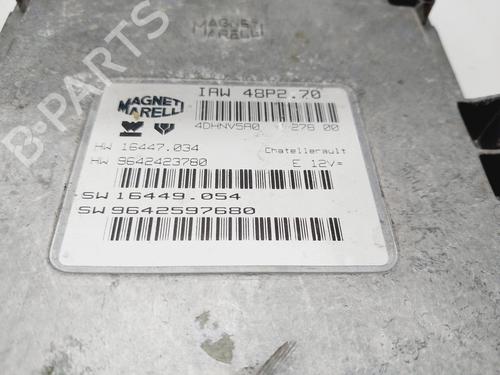 MAGNETI
MARELLI
B-PARTS
MAGNETI
MARELLI
IAW 48P2.70
4DHNV5A0 278 00
HW 16447.034
Chatellerault
HW 9642423780
E 12V=
SW 16449.054
SW 9642597680